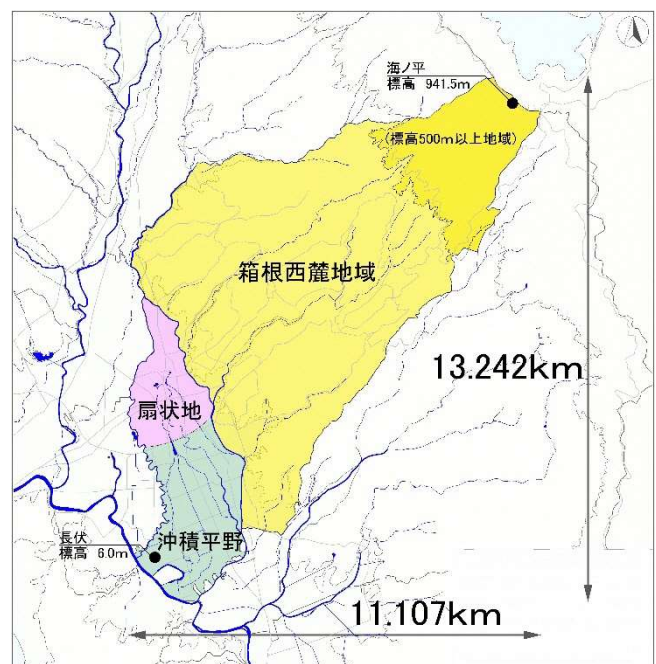 海ノ平
標高 941.5m
(標高500m以上地域)
箱根西麓地域
13.242km
扇状地
長伏
標高 6.0m
沖積平野
11.107km